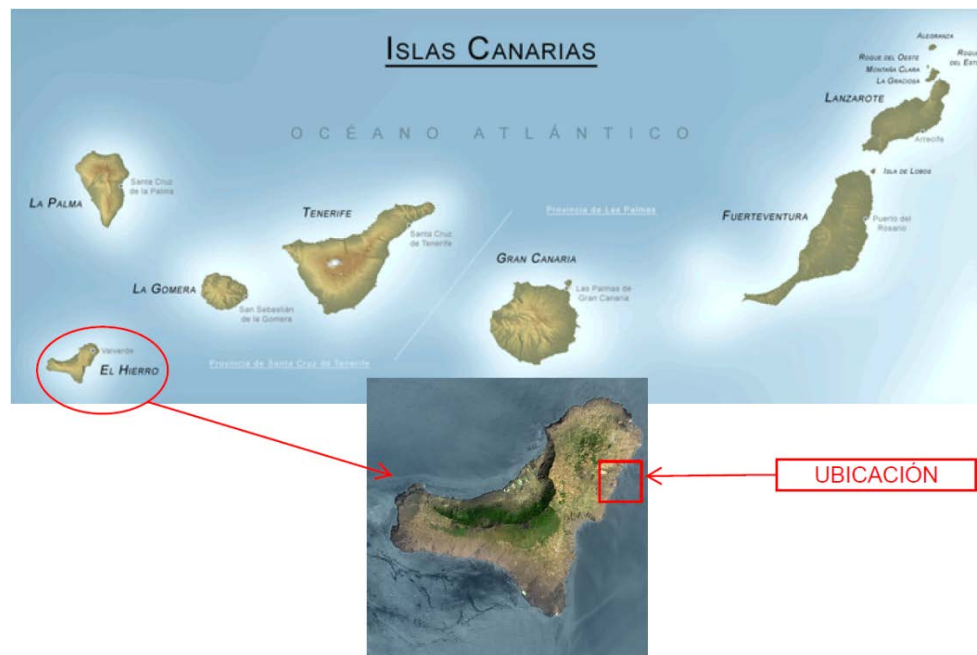 ISLAS CANARIAS
OCÉANO ATLÁNTICO
ALEGRANZA
ROQUE DEL OESTE
ROQUE
DEL EST
MONTAÑA CLARA
LA GRACIOSA
LANZAROTE
Arrecife
ISLA DE LOBOS
FUERTEVENTURA
Puerto del
Rosario
LA PALMA
Santa Cruz
de la Palma
TENERIFE
Santa Cruz
de Tenerife
Provincia de Las Palmas
GRAN CANARIA
Las Palmas de
Gran Canaria
LA GOMERA
San Sebastián
de la Gomera
Valverde
EL HIERRO
Provincia de Santa Cruz de Tenerife
UBICACIÓN